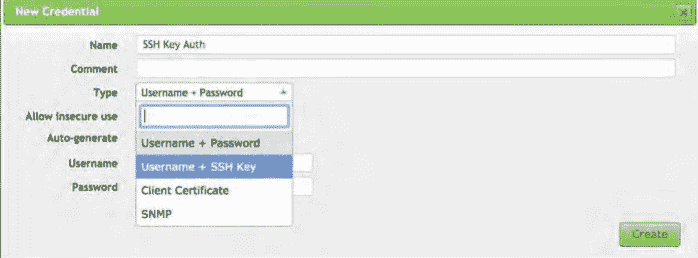 New Credential
Name SSH Key Auth
Comment
Type Username + Password
Allow insecure use
Auto-generate Username + Password
Username Username + SSH Key
Password Client Certificate
SNMP
Create